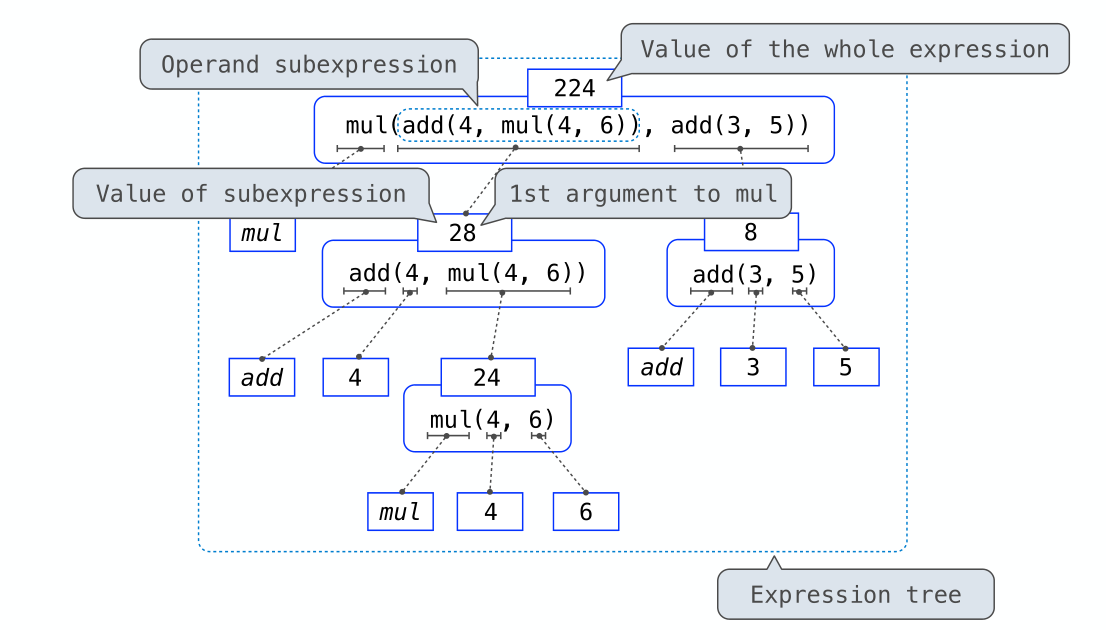 Value of the whole expression
Operand subexpression
224
mul(add(4, mul(4, 6)), add(3, 5))
Value of subexpression
1st argument to mul
mul
28
8
add(4, mul(4, 6))
add(3, 5)
add
4
24
add
3
5
mul(4, 6)
mul
4
6
Expression tree